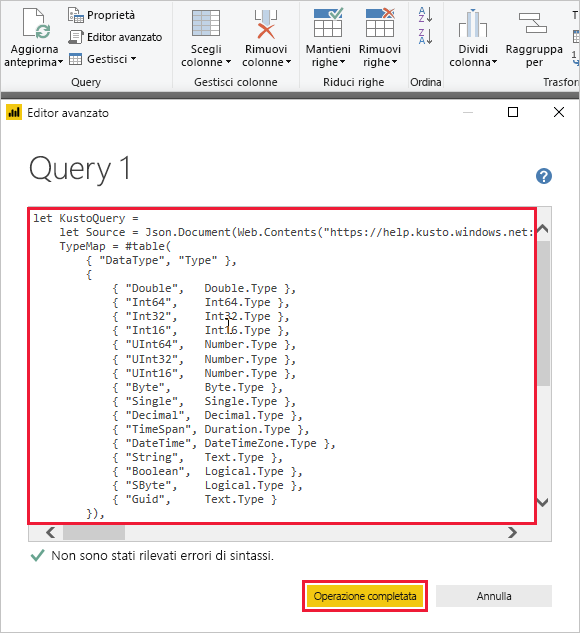 Aggiorna anteprima
Proprietà
Editor avanzato
Gestisci
Query
Scegli colonne
Rimuovi colonne
Gestisci colonne
Mantieni righe
Rimuovi righe
Riduci righe
A
Z
Z
A
Ordina
Dividi colonna
Raggruppa per
T
1
Trasfor
Editor avanzato
Query 1
?
let KustoQuery =
let Source = Json.Document(Web.Contents("https://help.kusto.windows.net:
TypeMap = #table(
{ "DataType", "Type" },
{
{ "Double", Double.Type },
{ "Int64", Int64.Type },
{ "Int32", Int32.Type },
{ "Int16", Int16.Type },
{ "UInt64", Number.Type },
{ "UInt32", Number.Type },
{ "UInt16", Number.Type },
{ "Byte", Byte.Type },
{ "Single", Single.Type },
{ "Decimal", Decimal.Type },
{ "TimeSpan", Duration.Type },
{ "DateTime", DateTimeZone.Type },
{ "String", Text.Type },
{ "Boolean", Logical.Type },
{ "SByte", Logical.Type },
{ "Guid", Text.Type }
}),
Non sono stati rilevati errori di sintassi.
Operazione completata
Annulla